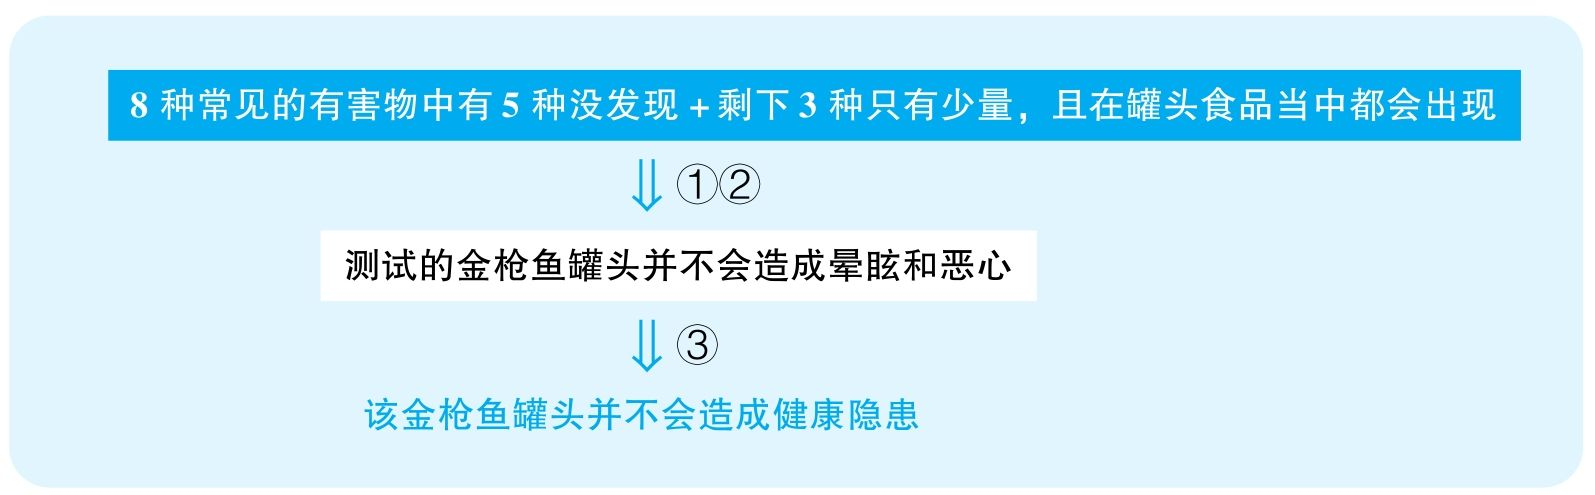 8 种常见的有害物中有 5 种没发现 + 剩下 3 种只有少量，且在罐头食品当中都会出现
⇓ ①②
测试的金枪鱼罐头并不会造成晕眩和恶心
⇓ ③
该金枪鱼罐头并不会造成健康隐患